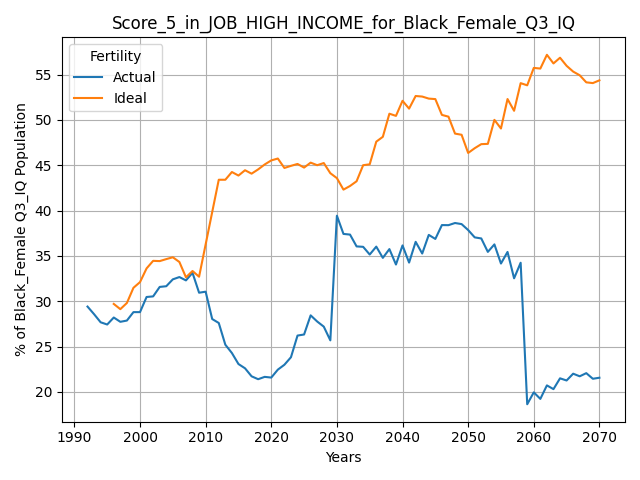 Score_5_in_JOB_HIGH_INCOME_for_Black_Female_Q3_IQ
Fertility
Actual
Ideal
% of Black_Female Q3_IQ Population
55
50
45
40
35
30
25
20
1990 2000 2010 2020 2030 2040 2050 2060 2070
Years